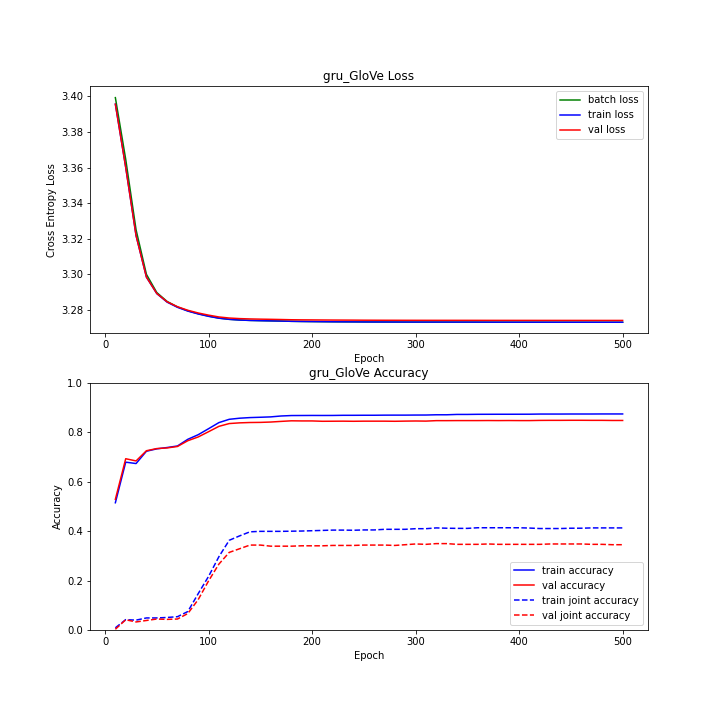 gru_GloVe Loss
3.40
3.38
3.36
3.34
3.32
3.30
3.28
Cross Entropy Loss
batch loss
train loss
val loss
0 100 200 300 400 500
Epoch
gru_GloVe Accuracy
1.0
0.8
0.6
0.4
0.2
0.0
Accuracy
train accuracy
val accuracy
train joint accuracy
val joint accuracy
0 100 200 300 400 500
Epoch